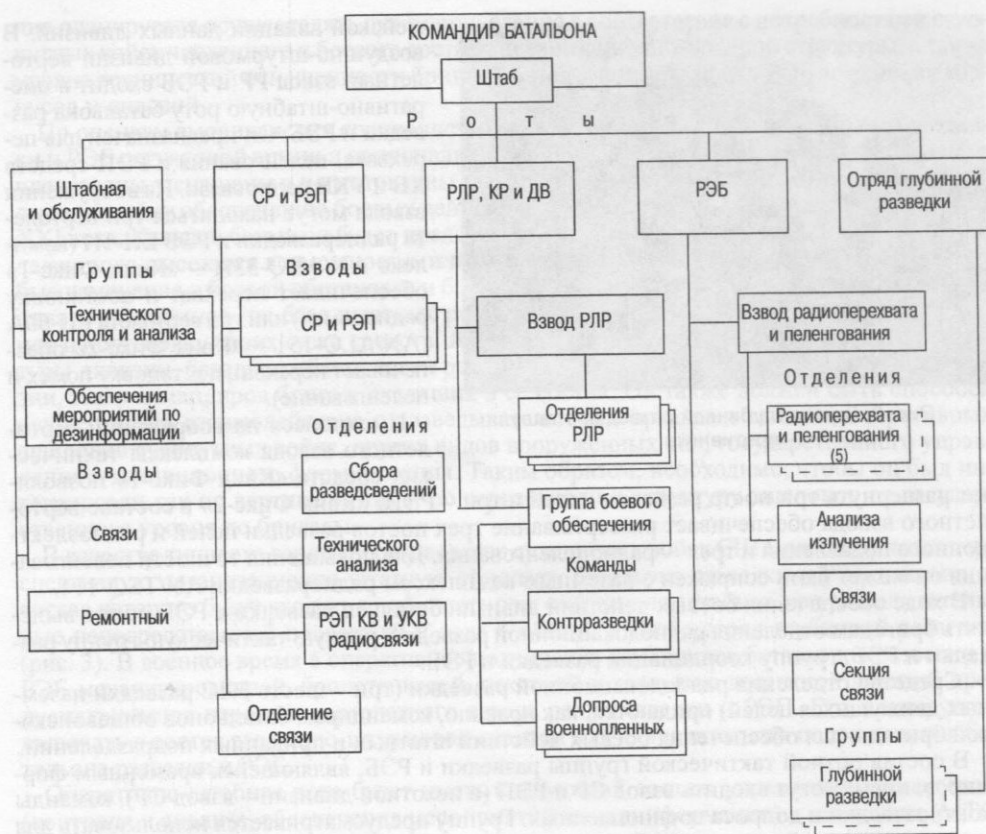 КОМАНДИР БАТАЛЬОНА
Штаб
Р о т ы
Штабная
и обслуживания
СР и РЭП
РЛР, КР и ДВ
РЭБ
Отряд глубинной
разведки
Группы
Технического
контроля и анализа
Обеспечения
мероприятий по
дезинформации
Взводы
Связи
Ремонтный
Взводы
СР и РЭП
Отделения
Сбора
разведсведений
Технического
анализа
РЭП КВ и УКВ
радиосвязи
Отделение
связи
Взвод РЛР
Отделения
РЛР
Группа боевого
обеспечения
Команды
Контрразведки
Допроса
военнопленных
Взвод радиоперехвата
и пеленгования
Отделения
Радиоперехвата
и пеленгования
(5)
Анализа
излучения
Связи
Секция
связи
Группы
Глубинной
разведки